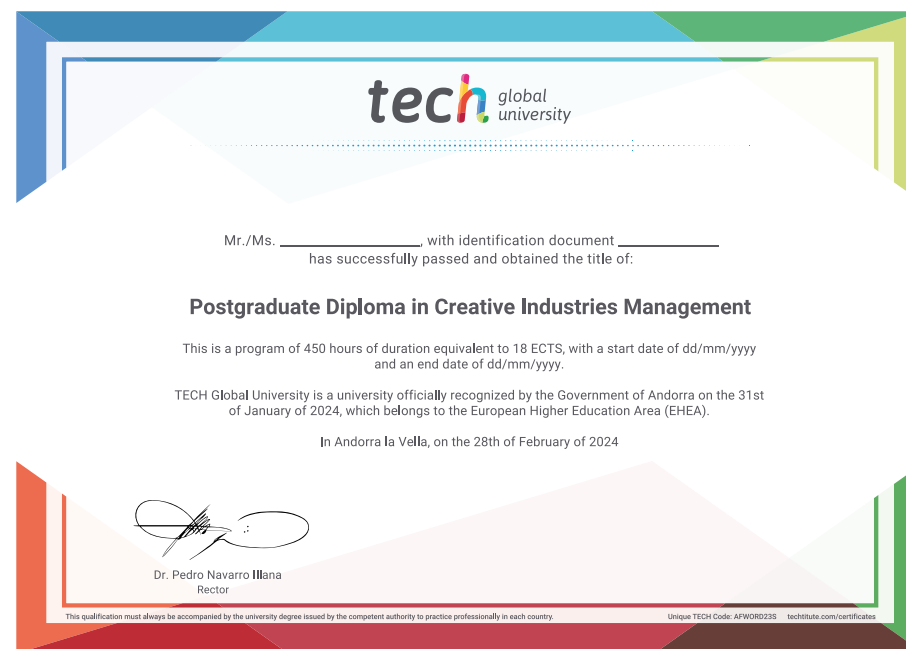 tech global university
Mr./Ms. ____________, with identification document ____________
has successfully passed and obtained the title of:
Postgraduate Diploma in Creative Industries Management
This is a program of 450 hours of duration equivalent to 18 ECTS, with a start date of dd/mm/yyyy
and an end date of dd/mm/yyyy.
TECH Global University is a university officially recognized by the Government of Andorra on the 31st
of January of 2024, which belongs to the European Higher Education Area (EHEA).
In Andorra la Vella, on the 28th of February of 2024
Dr. Pedro Navarro Illana
Rector
This qualification must always be accompanied by the university degree issued by the competent authority to practice professionally in each country.
Unique TECH Code: AFWORD23S techtitute.com/certificates